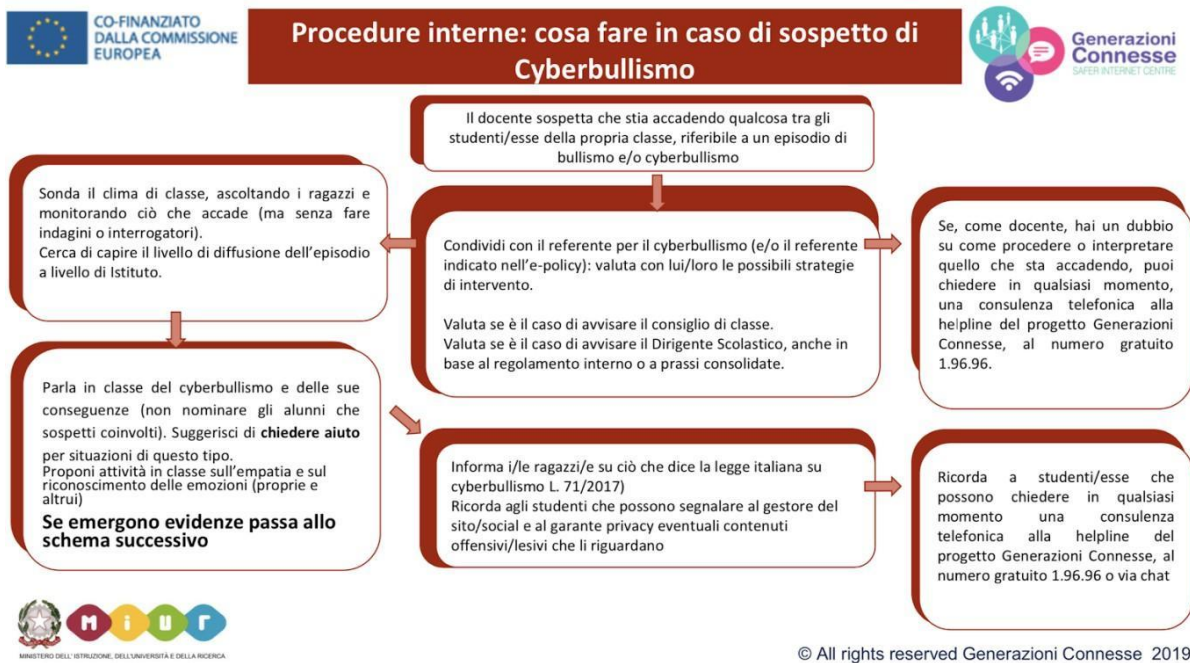 CO-FINANZIATO
DALLA COMMISSIONE
EUROPEA
Procedure interne: cosa fare in caso di sospetto di
Cyberbullismo
Generazioni
Connesse
SAFER INTERNET CENTRE
Il docente sospetta che stia accadendo qualcosa tra gli
studenti/esse della propria classe, riferibile a un episodio di
bullismo e/o cyberbullismo
Sonda il clima di classe, ascoltando i ragazzi e
monitorando ciò che accade (ma senza fare
indagini o interrogatori).
Cerca di capire il livello di diffusione dell'episodio
a livello di Istituto.
Condividi con il referente per il cyberbullismo (e/o il referente
indicato nell'e-policy): valuta con lui/loro le possibili strategie
di intervento.
Valuta se è il caso di avvisare il consiglio di classe.
Valuta se è il caso di avvisare il Dirigente Scolastico, anche in
base al regolamento interno o a prassi consolidate.
Se, come docente, hai un dubbio
su come procedere o interpretare
quello che sta accadendo, puoi
chiedere in qualsiasi momento,
una consulenza telefonica alla
helpline del progetto Generazioni
Connesse, al numero gratuito
1.96.96.
Parla in classe del cyberbullismo e delle sue
conseguenze (non nominare gli alunni che
sospetti coinvolti). Suggerisci di chiedere aiuto
per situazioni di questo tipo.
Proponi attività in classe sull'empatia e sul
riconoscimento delle emozioni (proprie e
altrui)
Se emergono evidenze passa allo
schema successivo
Informa i/le ragazzi/e su ciò che dice la legge italiana su
cyberbullismo L. 71/2017)
Ricorda agli studenti che possono segnalare al gestore del
sito/social e al garante privacy eventuali contenuti
offensivi/lesivi che li riguardano
Ricorda a studenti/esse che
possono chiedere in qualsiasi
momento una consulenza
telefonica alla helpline del
progetto Generazioni Connesse, al
numero gratuito 1.96.96 o via chat
miur
MINISTERO DELL' ISTRUZIONE, DELL'UNIVERSITÀ E DELLA RICERCA
© All rights reserved Generazioni Connesse 2019